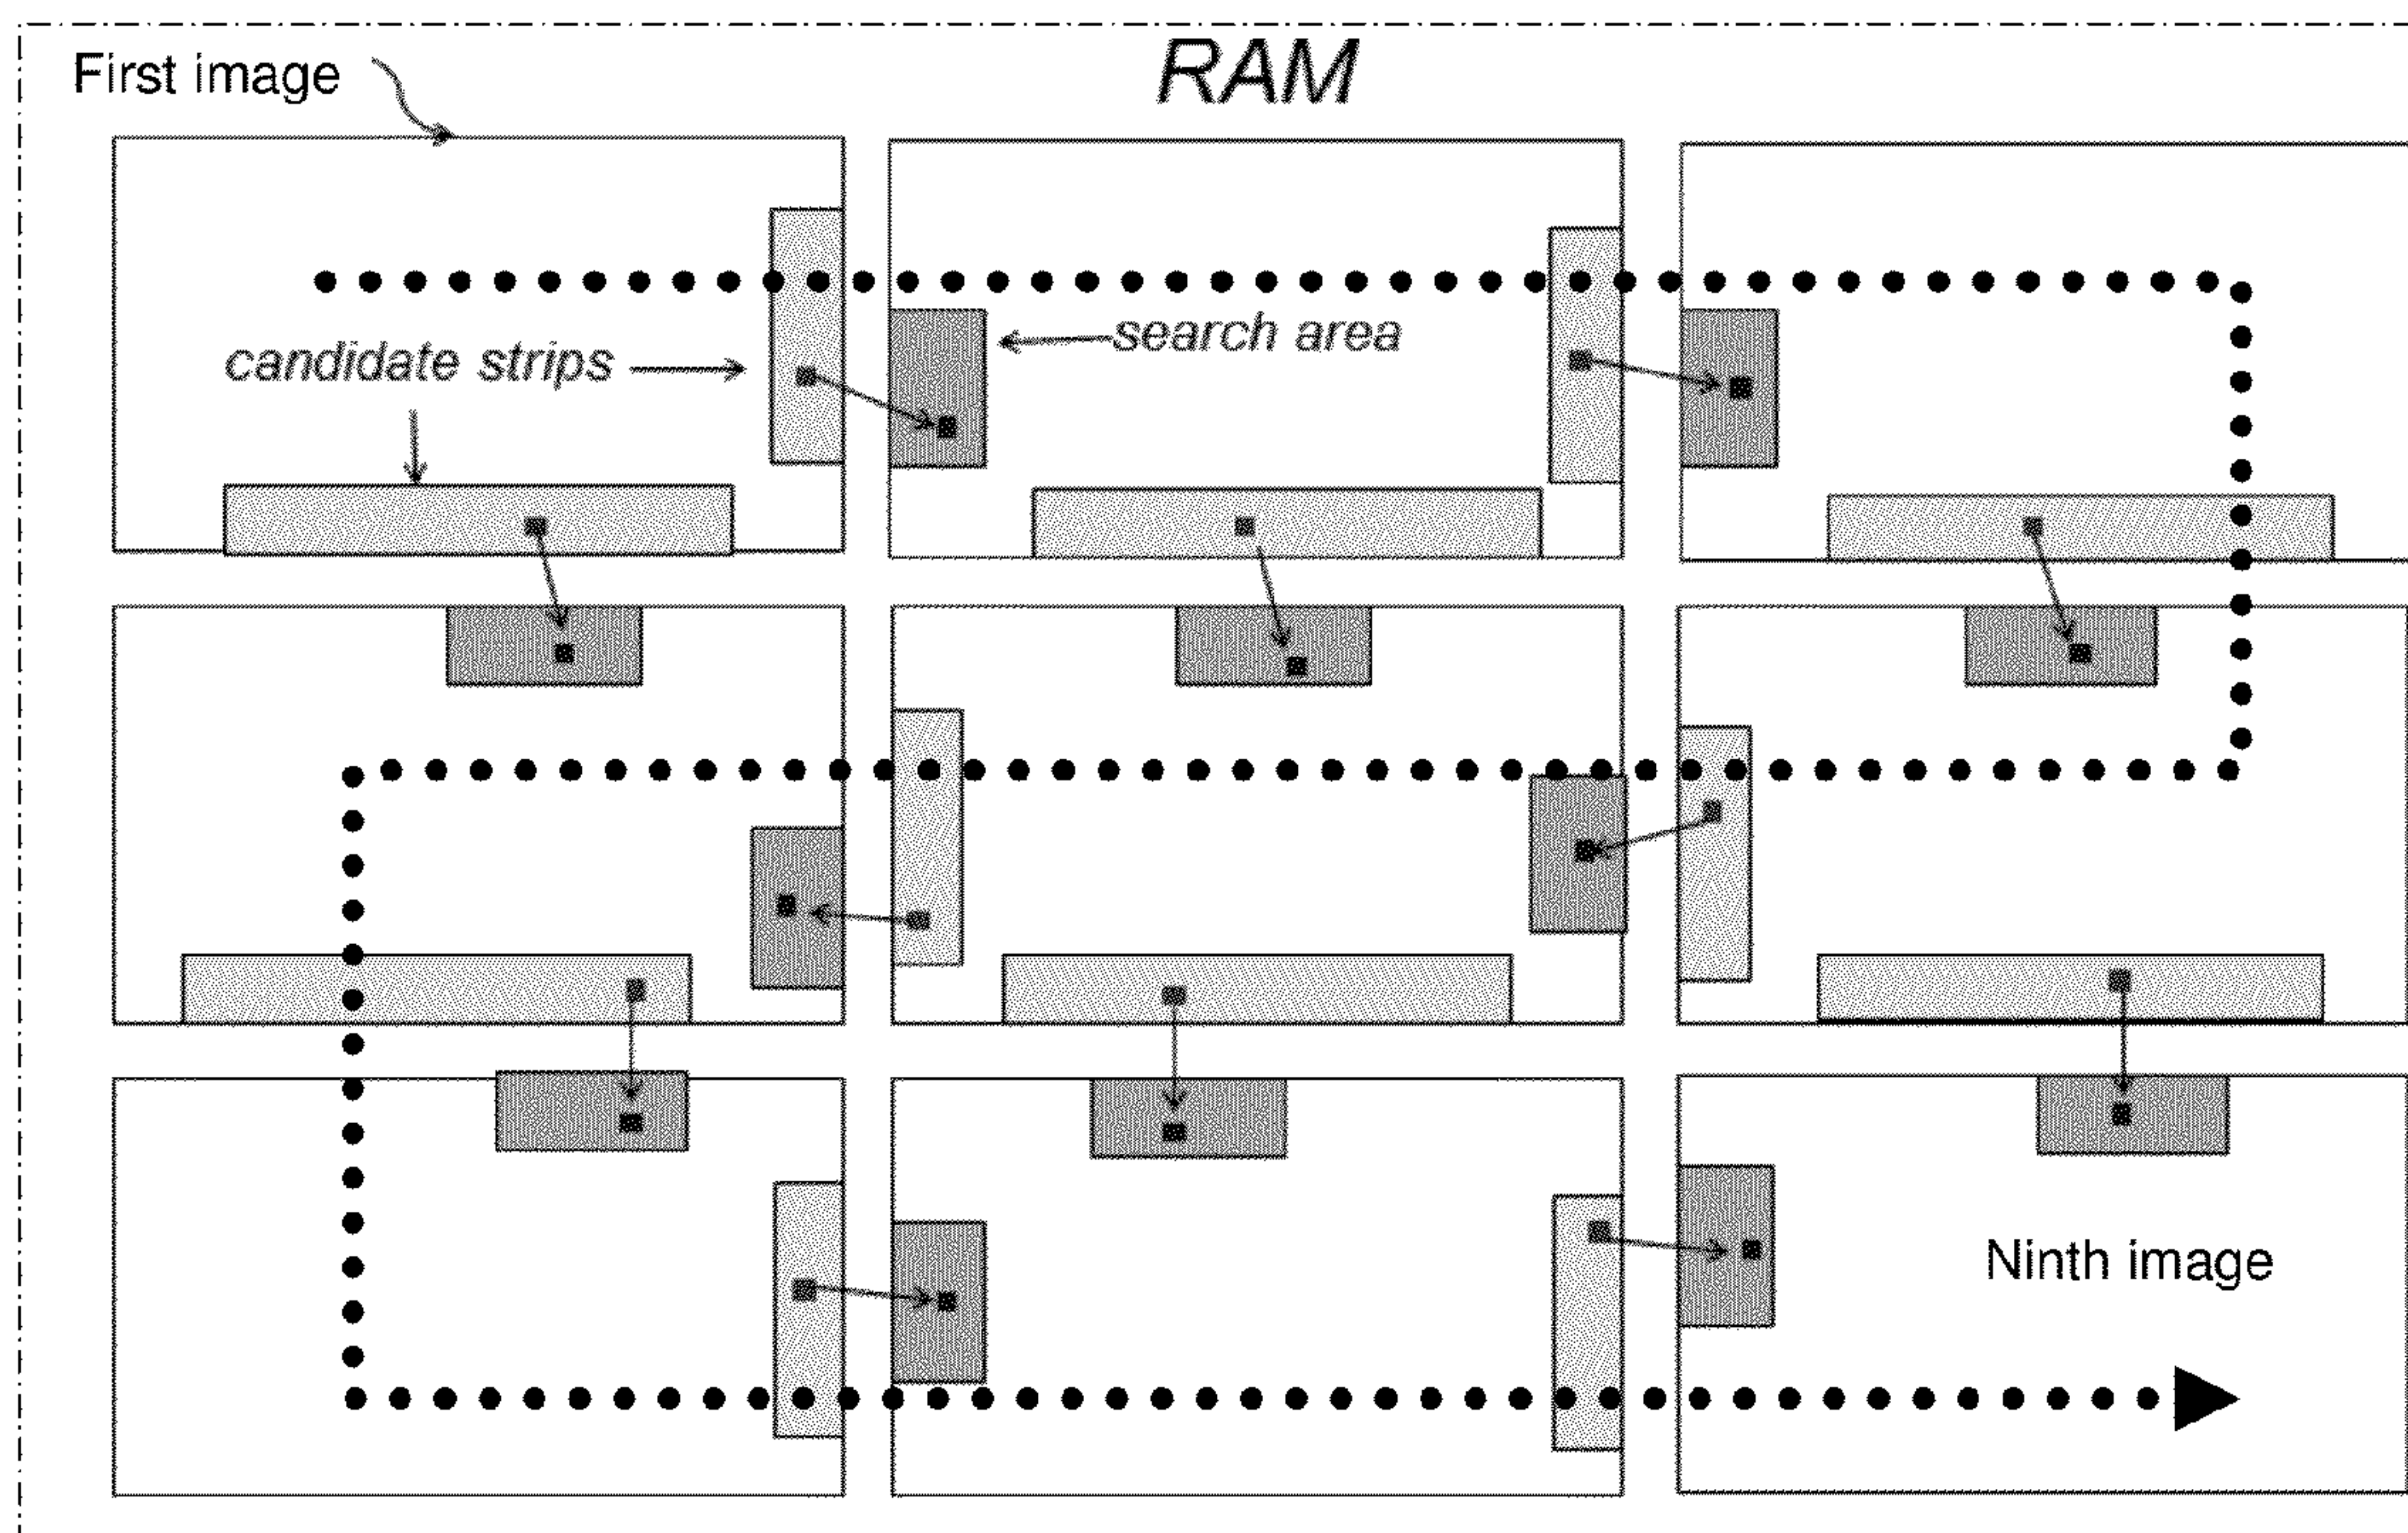 RAM
First image
search area
candidate strips
Ninth image